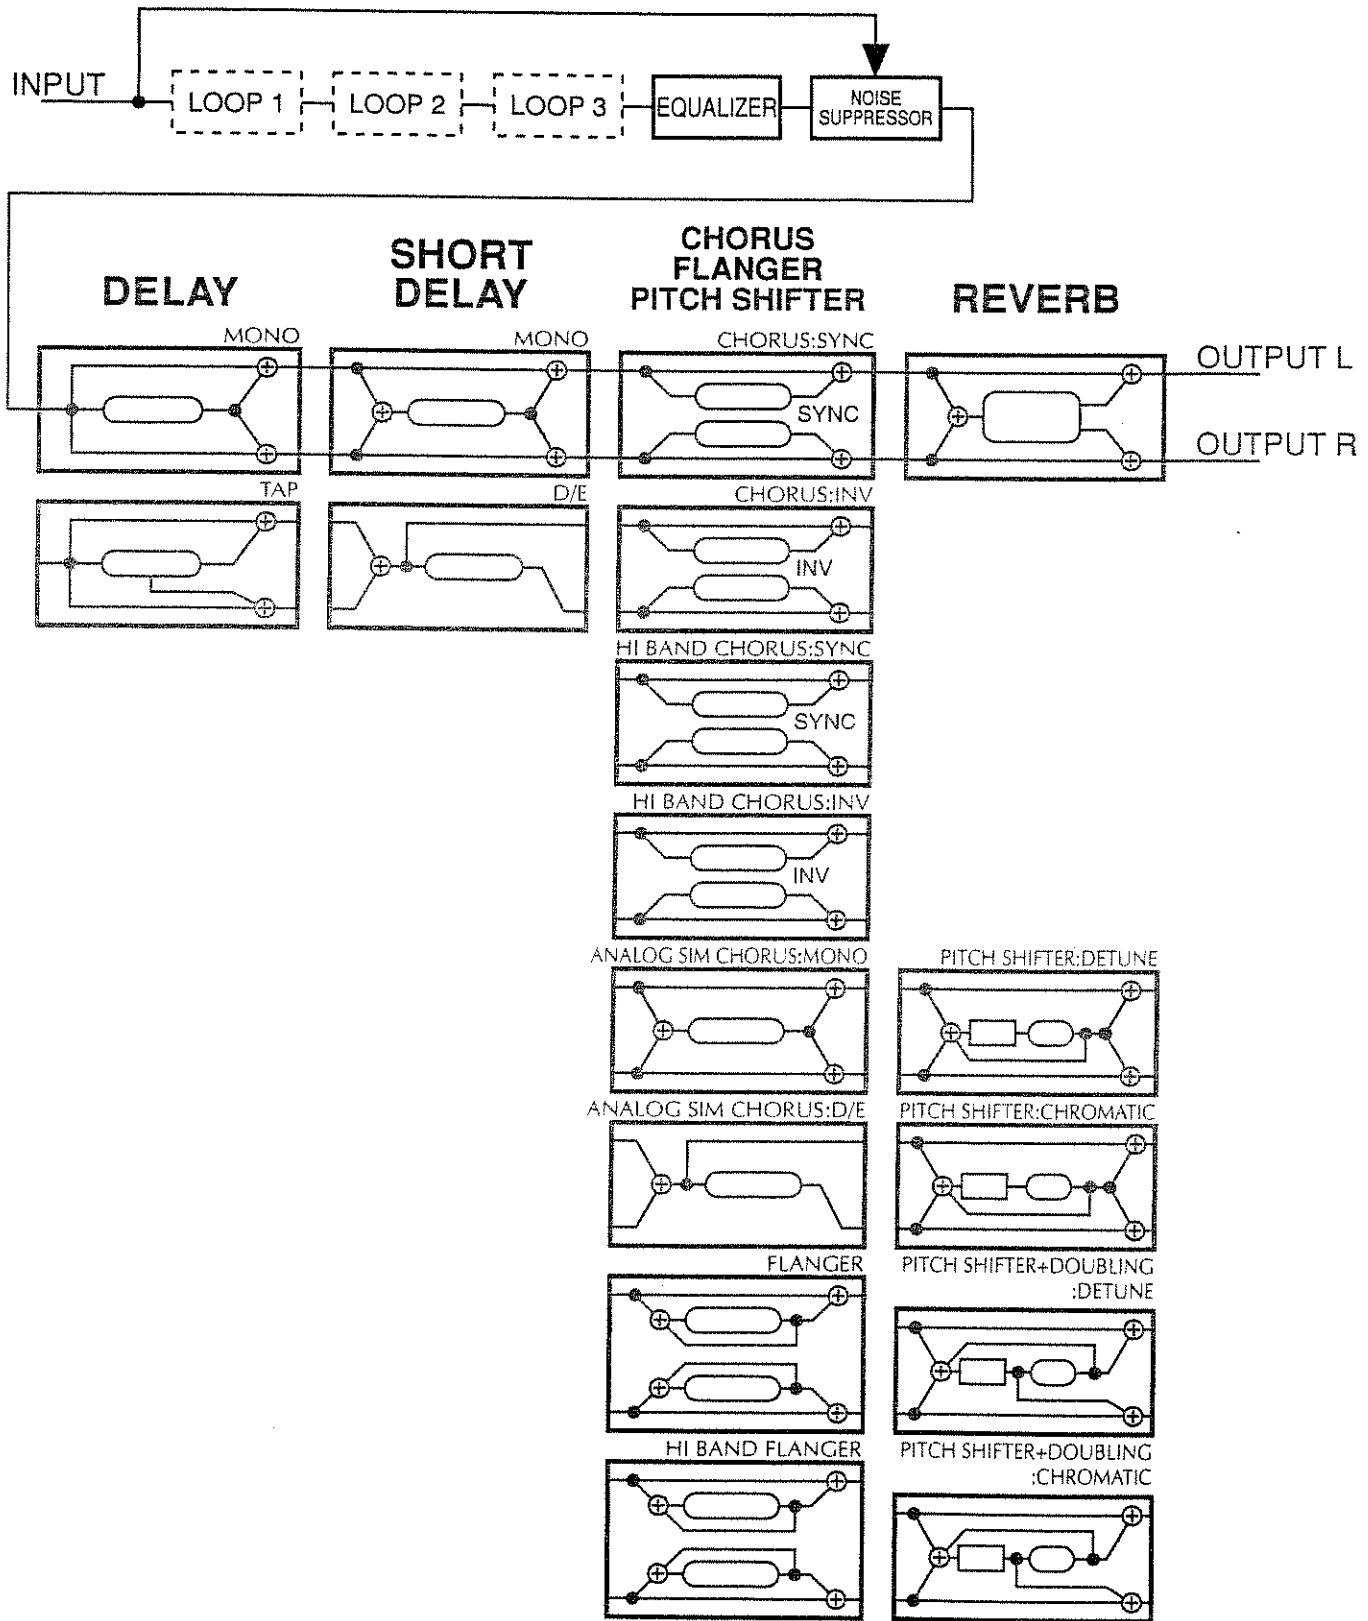 INPUT
LOOP 1
LOOP 2
LOOP 3
EQUALIZER
NOISE
SUPPRESSOR
DELAY
SHORT
DELAY
CHORUS
FLANGER
PITCH SHIFTER
REVERB
MONO
MONO
CHORUS:SYNC
SYNC
OUTPUT L
OUTPUT R
TAP
D/E
CHORUS:INV
INV
HI BAND CHORUS:SYNC
SYNC
HI BAND CHORUS:INV
INV
ANALOG SIM CHORUS:MONO
PITCH SHIFTER:DETUNE
ANALOG SIM CHORUS:D/E
PITCH SHIFTER:CHROMATIC
FLANGER
PITCH SHIFTER+DOUBLING
:DETUNE
HI BAND FLANGER
PITCH SHIFTER+DOUBLING
:CHROMATIC